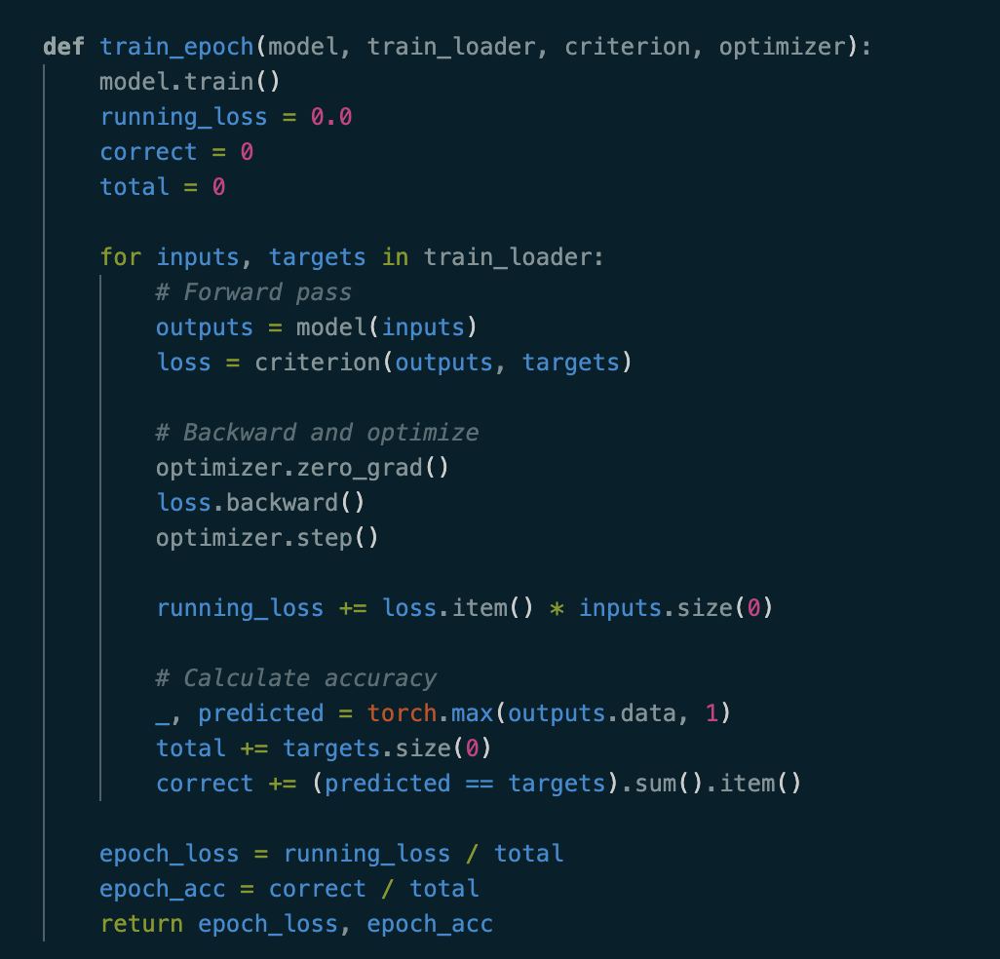 def train_epoch(model, train_loader, criterion, optimizer):
    model.train()
    running_loss = 0.0
    correct = 0
    total = 0

    for inputs, targets in train_loader:
        # Forward pass
        outputs = model(inputs)
        loss = criterion(outputs, targets)

        # Backward and optimize
        optimizer.zero_grad()
        loss.backward()
        optimizer.step()

        running_loss += loss.item() * inputs.size(0)

        # Calculate accuracy
        _, predicted = torch.max(outputs.data, 1)
        total += targets.size(0)
        correct += (predicted == targets).sum().item()

    epoch_loss = running_loss / total
    epoch_acc = correct / total
    return epoch_loss, epoch_acc